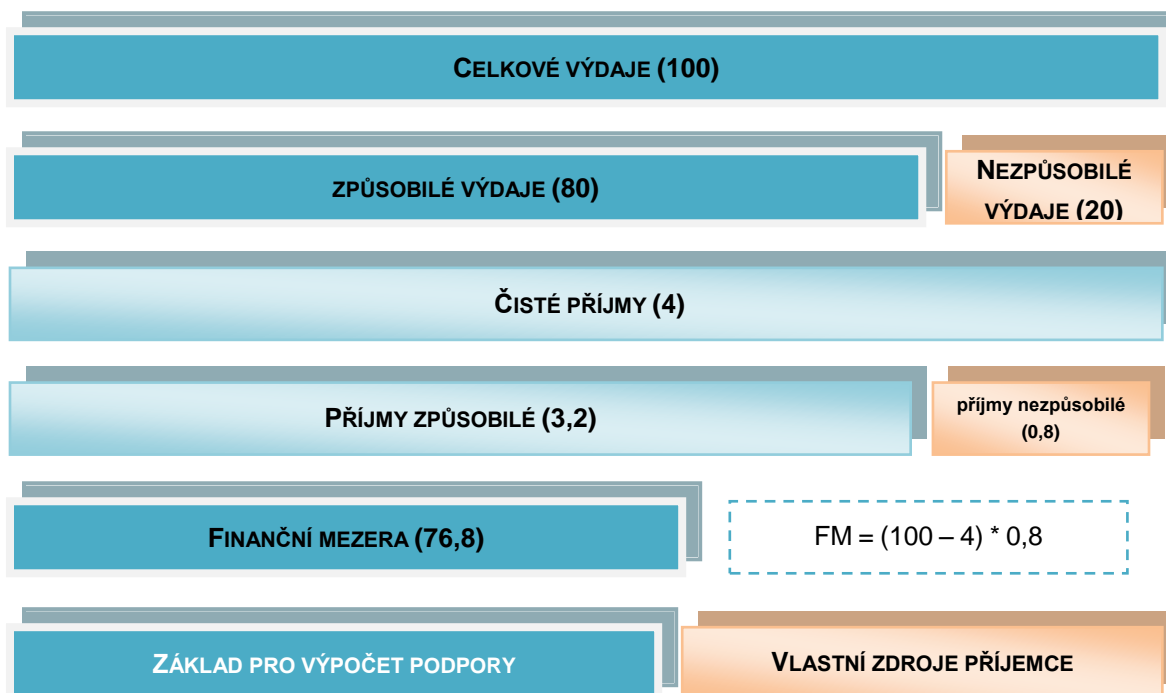 CELKOVÉ VÝDAJE (100)
ZPŮSOBILÉ VÝDAJE (80)
NEZPŮSOBILÉ
VÝDAJE (20)
ČISTÉ PŘÍJMY (4)
PŘÍJMY ZPŮSOBILÉ (3,2)
příjmy nezpůsobilé
(0,8)
FINANČNÍ MEZERA (76,8)
FM = (100 – 4) * 0,8
ZÁKLAD PRO VÝPOČET PODPORY
VLASTNÍ ZDROJE PŘÍJEMCE